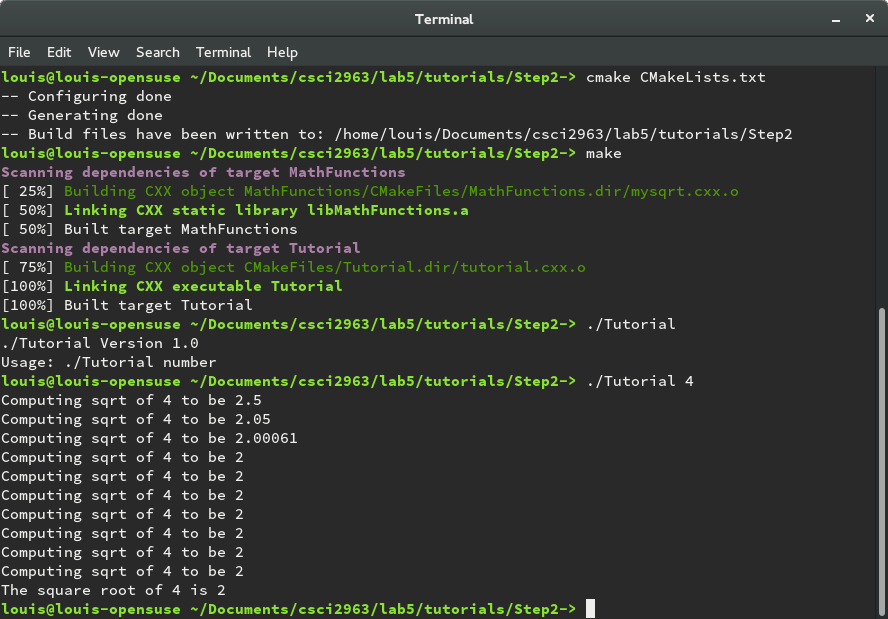 Terminal
File Edit View Search Terminal Help
louis@louis-opensuse ~/Documents/csci2963/lab5/tutorials/Step2-> cmake CMakeLists.txt
-- Configuring done
-- Generating done
-- Build files have been written to: /home/louis/Documents/csci2963/lab5/tutorials/Step2
louis@louis-opensuse ~/Documents/csci2963/lab5/tutorials/Step2-> make
Scanning dependencies of target MathFunctions
[ 25%] Building CXX object MathFunctions/CMakeFiles/MathFunctions.dir/mysqrt.cxx.o
[ 50%] Linking CXX static library libMathFunctions.a
[ 50%] Built target MathFunctions
Scanning dependencies of target Tutorial
[ 75%] Building CXX object CMakeFiles/Tutorial.dir/tutorial.cxx.o
[100%] Linking CXX executable Tutorial
[100%] Built target Tutorial
louis@louis-opensuse ~/Documents/csci2963/lab5/tutorials/Step2-> ./Tutorial
./Tutorial Version 1.0
Usage: ./Tutorial number
louis@louis-opensuse ~/Documents/csci2963/lab5/tutorials/Step2-> ./Tutorial 4
Computing sqrt of 4 to be 2.5
Computing sqrt of 4 to be 2.05
Computing sqrt of 4 to be 2.00061
Computing sqrt of 4 to be 2
Computing sqrt of 4 to be 2
Computing sqrt of 4 to be 2
Computing sqrt of 4 to be 2
Computing sqrt of 4 to be 2
Computing sqrt of 4 to be 2
Computing sqrt of 4 to be 2
The square root of 4 is 2
louis@louis-opensuse ~/Documents/csci2963/lab5/tutorials/Step2->